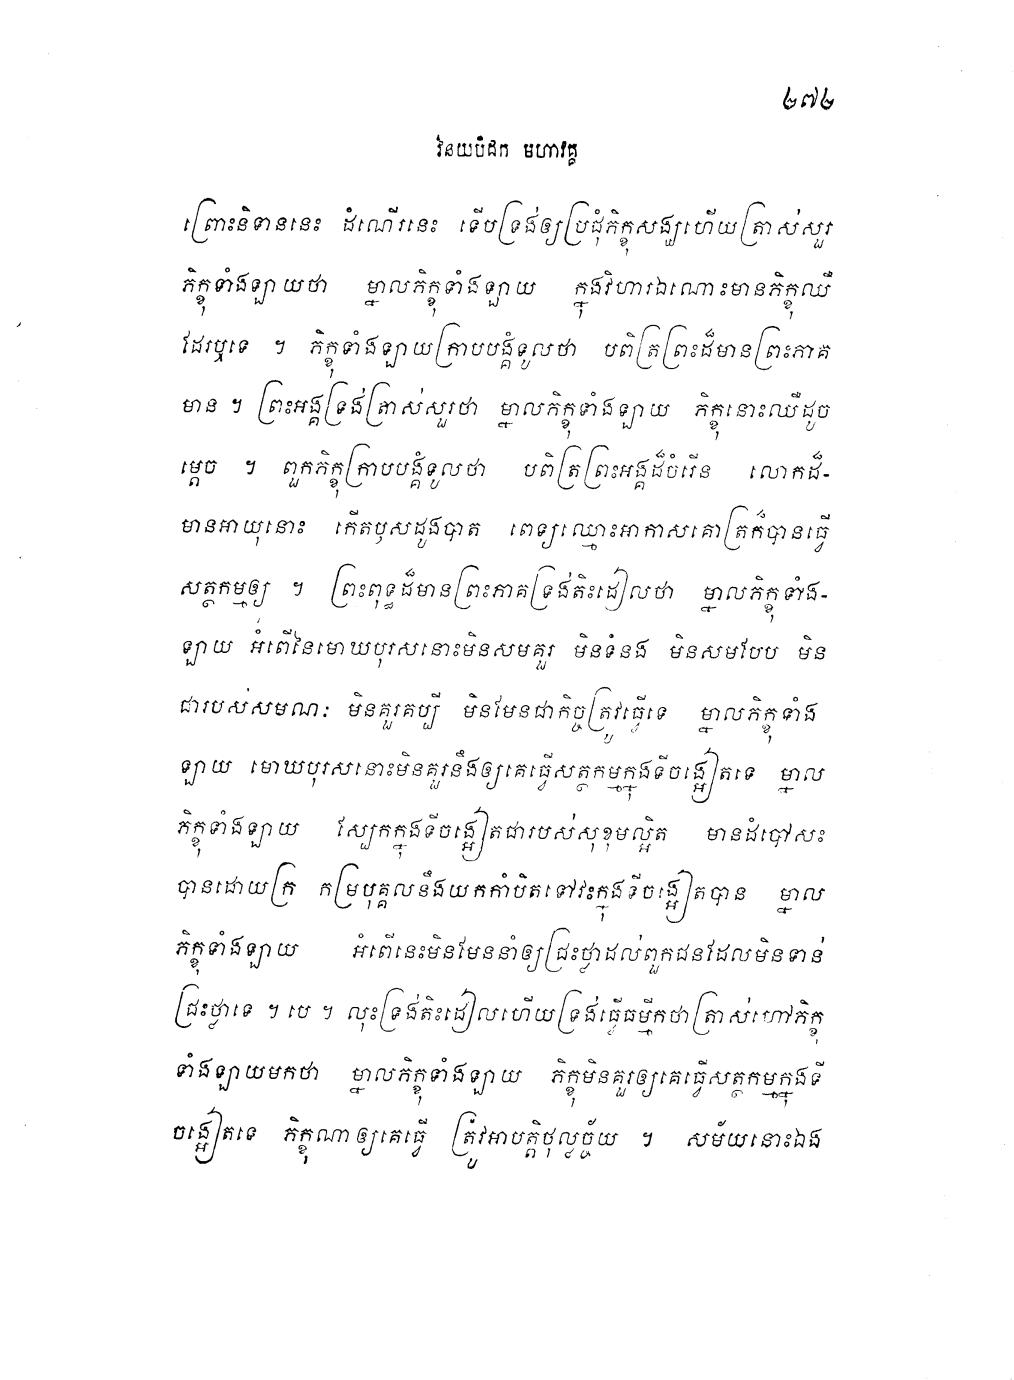 ២៧២
វិនយបិដក មហាវគ្គ
ព្រោះនិទាននេះ ដំណើរនេះ ទើបទ្រង់ឲ្យប្រជុំភិក្ខុសង្ឃហើយត្រាស់សួរ
ភិក្ខុទាំងឡាយថា ម្នាលភិក្ខុទាំងឡាយ ក្នុងវិហារឯណោះមានភិក្ខុឈឺ
ដែរឬទេ ។ ភិក្ខុទាំងឡាយក្រាបបង្គំទូលថា បពិត្រព្រះដ៏មានព្រះភាគ
មាន ។ ព្រះអង្គទ្រង់ត្រាស់សួរថា ម្នាលភិក្ខុទាំងឡាយ ភិក្ខុនោះឈឺដូច
ម្តេច ។ ពួកភិក្ខុក្រាបបង្គំទូលថា បពិត្រព្រះអង្គដ៏ចំរើន លោកដ៏-
មានអាយុនោះ កើតឫសដូងបាត ពេទ្យឈ្មោះអាកាសគោត្រក៏បានធ្វើ
សត្ថកម្មឲ្យ ។ ព្រះពុទ្ធដ៏មានព្រះភាគទ្រង់តិះដៀលថា ម្នាលភិក្ខុទាំង-
ឡាយ អំពើនៃមោឃបុរសនោះមិនសមគួរ មិនទំនង មិនសមបែប មិន
ជារបស់សមណៈ មិនគួរគប្បី មិនមែនជាកិច្ចត្រូវធ្វើទេ ម្នាលភិក្ខុទាំង
ឡាយ មោឃបុរសនោះមិនគួរនឹងឲ្យគេធ្វើសត្ថកម្មក្នុងទីចង្អៀតទេ ម្នាល
ភិក្ខុទាំងឡាយ ស្បែកក្នុងទីចង្អៀតជារបស់សុខុមល្អិត មានដំបៅសះ
បានដោយក្រ កម្របុគ្គលនឹងយកកាំបិតទៅវះក្នុងទីចង្អៀតបាន ម្នាល
ភិក្ខុទាំងឡាយ អំពើនេះមិនមែននាំឲ្យជ្រះថ្លាដល់ពួកជនដែលមិនទាន់
ជ្រះថ្លាទេ ។ បេ ។ លុះទ្រង់តិះដៀលហើយទ្រង់ធ្វើធម្មីកថាត្រាស់ហៅភិក្ខុ
ទាំងឡាយមកថា ម្នាលភិក្ខុទាំងឡាយ ភិក្ខុមិនគួរឲ្យគេធ្វើសត្ថកម្មក្នុងទី
ចង្អៀតទេ ភិក្ខុណាឲ្យគេធ្វើ ត្រូវអាបត្តិថុល្លច្ច័យ ។ សម័យនោះឯង